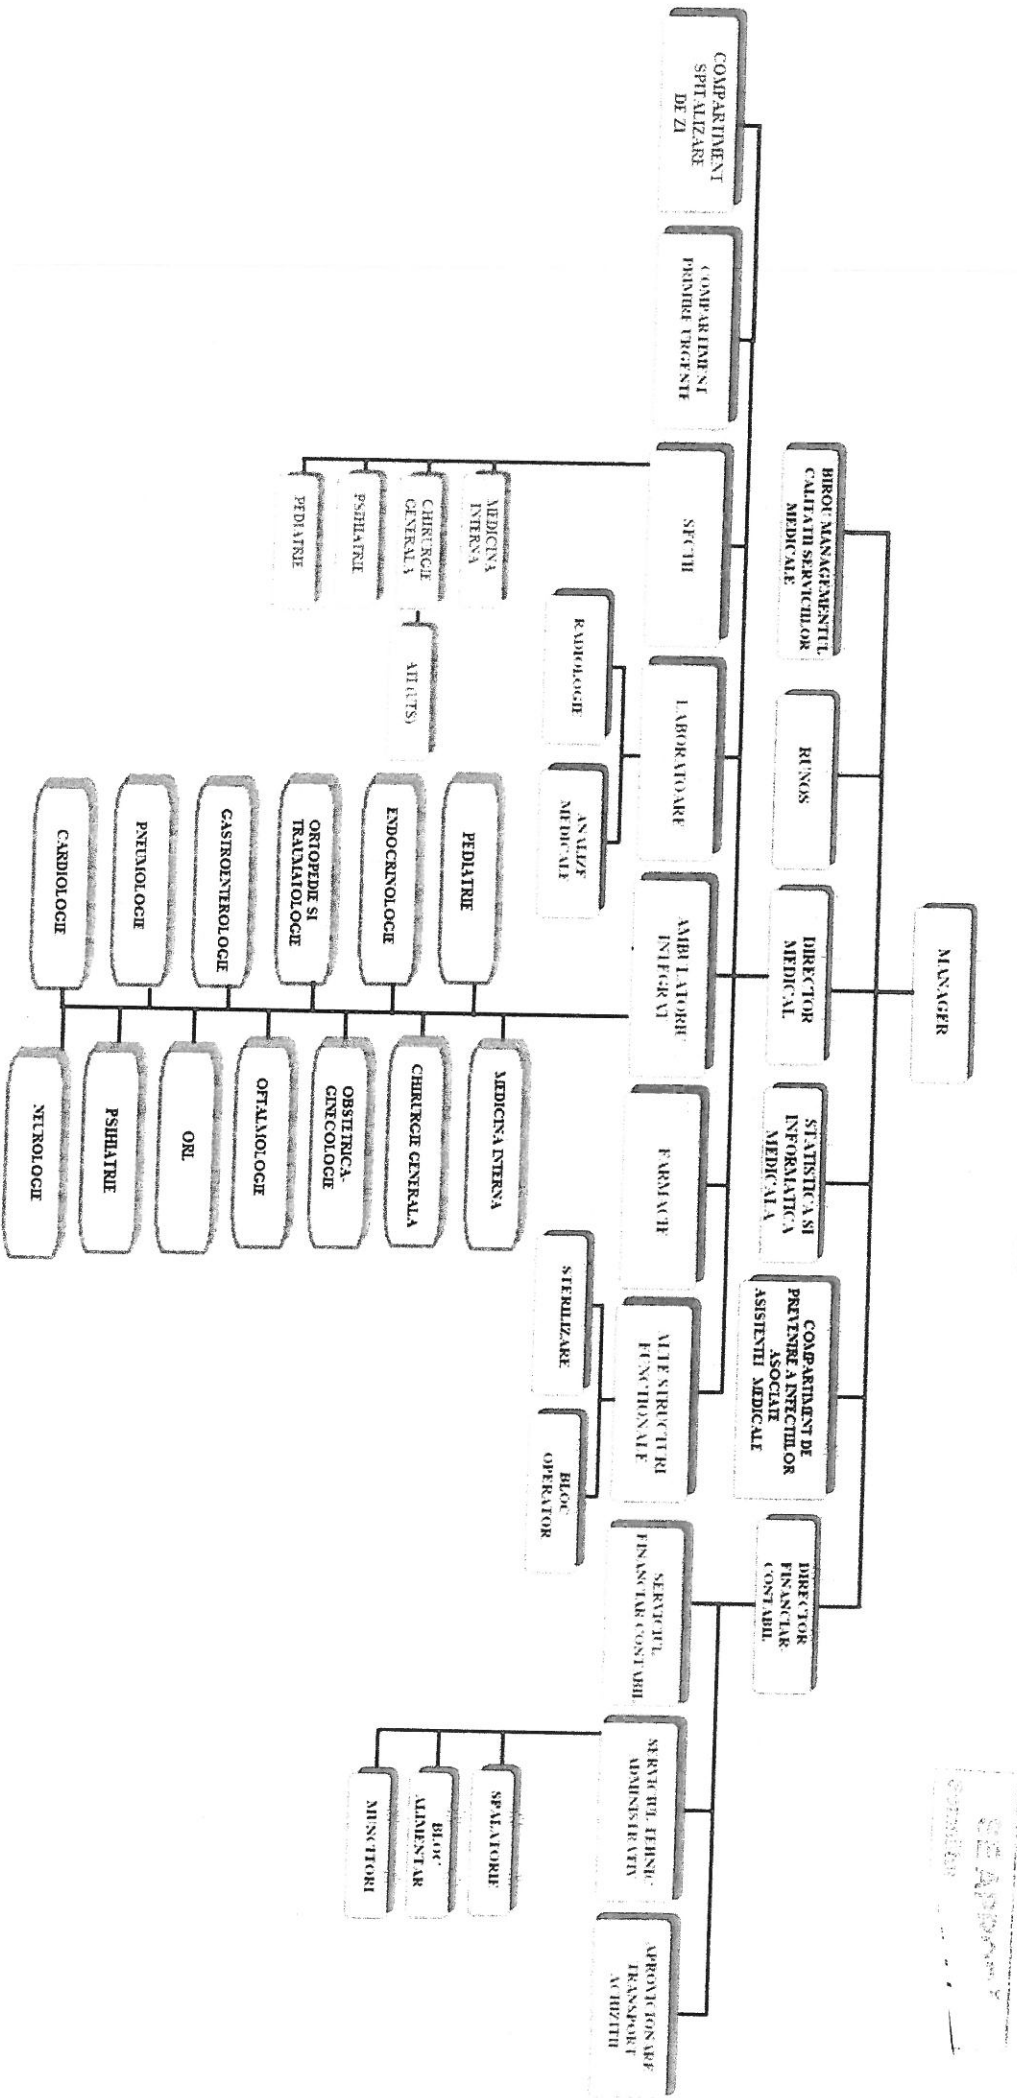 MANAGER
BIROU MANAGEMENTUL
CALITATII SERVICIILOR
MEDICALE
RUNOS
DIRECTOR
MEDICAL
STATISTICA SI
INFORMATICA
MEDICALA
COMPARTIMENT DE
PREVENIRE A INFECTIILOR
ASOCIATE
ASISTENTEI MEDICALE
DIRECTOR
FINANCIAR-
CONTABIL
COMPARTIMENT
SPITALIZARE
DE ZI
COMPARTIMENT
PRIMIRE URGENTE
SECTII
LABORATOARE
AMBULATORIU
INTEGRAT
FARMACIE
ALTE STRUCTURI
FUNCTIONALE
SERVICIUL
FINANCIAR CONTABIL
SERVICIUL TEHNIC
ADMINISTRATIV
APROVICIONARE
TRANSPORT
ACHIZITII
MEDICINA
INTERNA
CHIRURGIE
GENERALA
ATI (UTS)
PSIHIATRIE
PEDIATRIE
RADIOLOGIE
ANALIZE
MEDICALE
PEDIATRIE
MEDICINA INTERNA
ENDOCRINOLOGIE
CHIRURGIE GENERALA
ORTOPEDIE SI
TRAUMATOLOGIE
OBSTETRICA-
GINECOLOGIE
GASTROENTEROLOGIE
OFTALMOLOGIE
PNEUMOLOGIE
ORL
CARDIOLOGIE
PSIHIATRIE
NEUROLOGIE
STERILIZARE
BLOC
OPERATOR
SPALATORIE
BLOC
ALIMENTAR
MUNCITORI